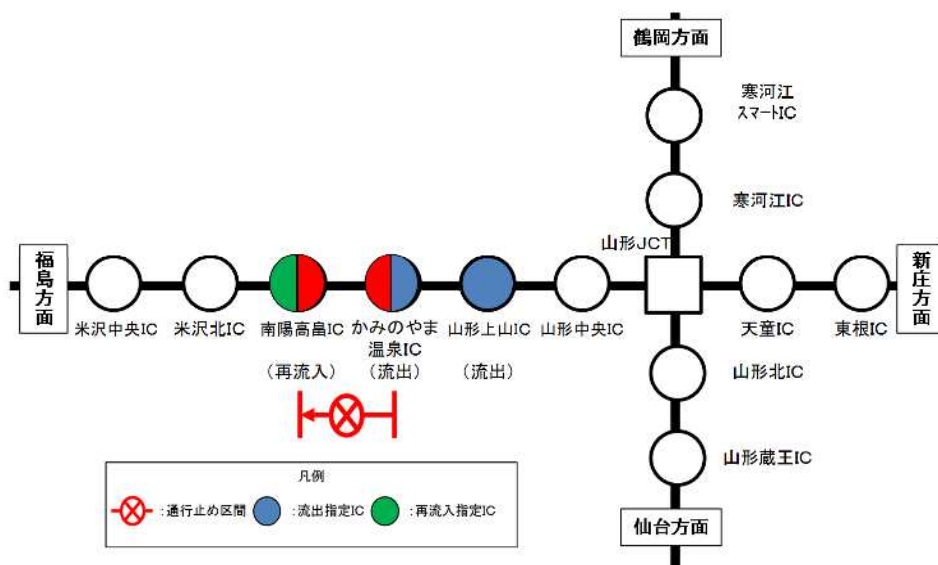 鶴岡方面
寒河江
スマートIC
寒河江IC
山形JCT
福島方面
新庄方面
米沢中央IC
米沢北IC
南陽高畠IC
(再流入)
かみのやま
温泉IC
(流出)
山形上山IC
(流出)
山形中央IC
天童IC
東根IC
山形北IC
山形蔵王IC
仙台方面
凡例
:通行止め区間
:流出指定IC
:再流入指定IC